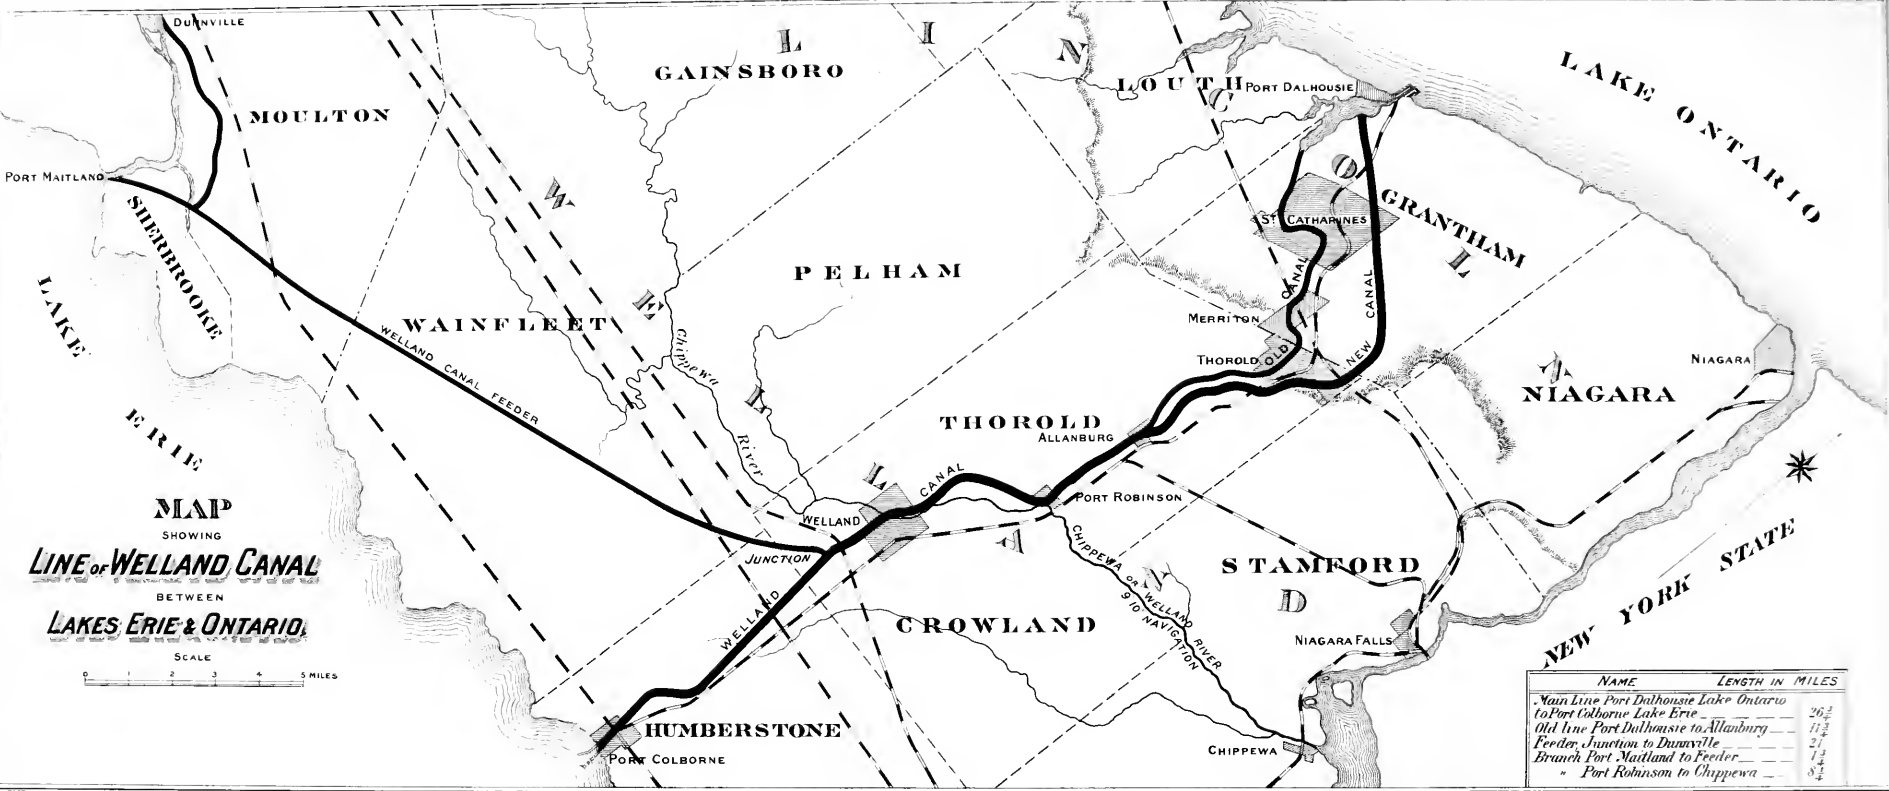 DUNNVILLE
MOULTON
PORT MAITLAND
SHERBROOKE
LAKE ERIE
WAINFLEET
WELLAND CANAL FEEDER
GAINSBORO
LINCOLN
LOUTH
PORT DALHOUSIE
LAKE ONTARIO
GRANTHAM
ST CATHARINES
PELHAM
WELLAND
Chippewa River
OLD CANAL
NEW CANAL
MERRITON
THOROLD
NIAGARA
NIAGARA
THOROLD
ALLANBURG
PORT ROBINSON
WELLAND
JUNCTION
WELLAND CANAL
CHIPPEWA OR WELLAND RIVER
9·10 NAVIGATION
STAMFORD
CROWLAND
NIAGARA FALLS
NEW YORK STATE
CHIPPEWA
HUMBERSTONE
PORT COLBORNE
MAP
SHOWING
LINE OF WELLAND CANAL
BETWEEN
LAKES ERIE & ONTARIO,
SCALE
0 1 2 3 4 5 MILES
NAME LENGTH IN MILES
Main Line Port Dalhousie Lake Ontario
to Port Colborne Lake Erie 26¾
Old line Port Dalhousie to Allanburg 11¾
Feeder, Junction to Dunnville 21
Branch Port Maitland to Feeder 1¾
" Port Robinson to Chippewa